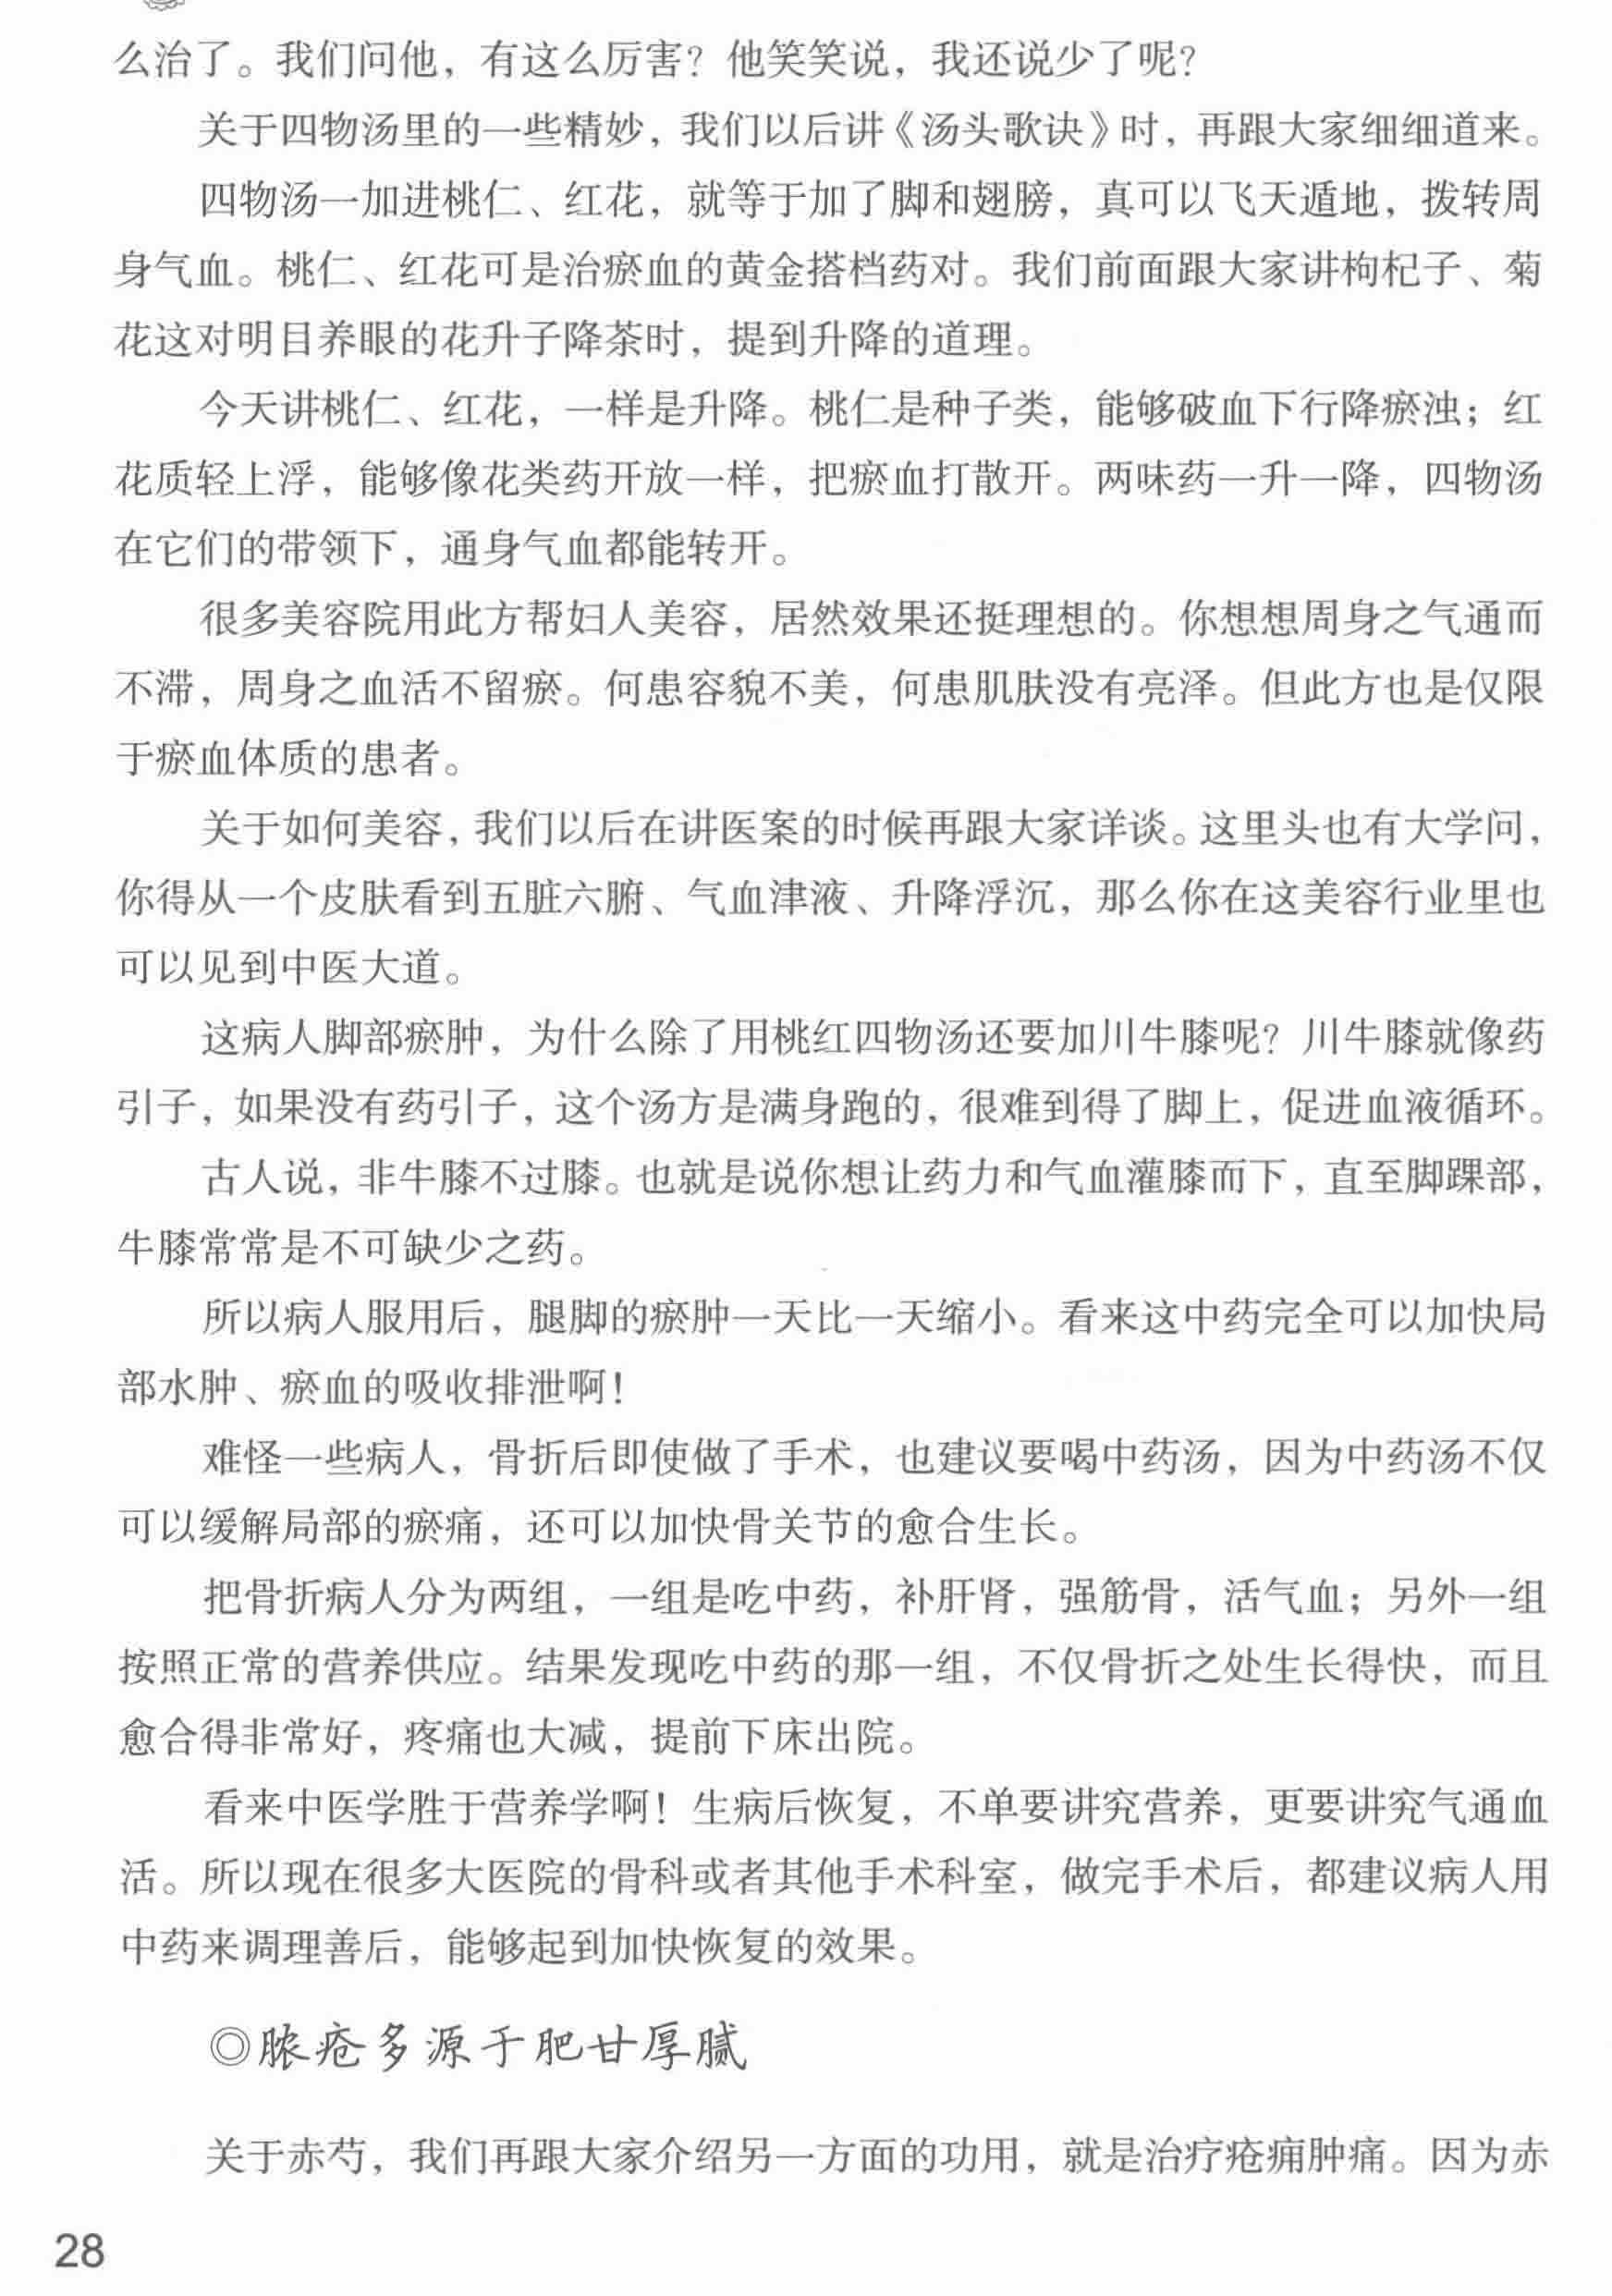 么治了。我们问他，有这么厉害？他笑笑说，我还说少了呢？
关于四物汤里的一些精妙，我们以后讲《汤头歌诀》时，再跟大家细细道来。
四物汤一加进桃仁、红花，就等于加了脚和翅膀，真可以飞天遁地，拨转周
身气血。桃仁、红花可是治瘀血的黄金搭档药对。我们前面跟大家讲枸杞子、菊
花这对明目养眼的花升子降茶时，提到升降的道理。
今天讲桃仁、红花，一样是升降。桃仁是种子类，能够破血下行降瘀浊；红
花质轻上浮，能够像花类药开放一样，把瘀血打散开。两味药一升一降，四物汤
在它们的带领下，通身气血都能转开。
很多美容院用此方帮妇人美容，居然效果还挺理想的。你想想周身之气通而
不滞，周身之血活不留瘀。何患容貌不美，何患肌肤没有亮泽。但此方也是仅限
于瘀血体质的患者。
关于如何美容，我们以后在讲医案的时候再跟大家详谈。这里头也有大学问，
你得从一个皮肤看到五脏六腑、气血津液、升降浮沉，那么你在这美容行业里也
可以见到中医大道。
这病人脚部瘀肿，为什么除了用桃红四物汤还要加川牛膝呢？川牛膝就像药
引子，如果没有药引子，这个汤方是满身跑的，很难到得了脚上，促进血液循环。
古人说，非牛膝不过膝。也就是说你想让药力和气血灌膝而下，直至脚踝部，
牛膝常常是不可缺少之药。
所以病人服用后，腿脚的瘀肿一天比一天缩小。看来这中药完全可以加快局
部水肿、瘀血的吸收排泄啊！
难怪一些病人，骨折后即使做了手术，也建议要喝中药汤，因为中药汤不仅
可以缓解局部的瘀痛，还可以加快骨关节的愈合生长。
把骨折病人分为两组，一组是吃中药，补肝肾，强筋骨，活气血；另外一组
按照正常的营养供应。结果发现吃中药的那一组，不仅骨折之处生长得快，而且
愈合得非常好，疼痛也大减，提前下床出院。
看来中医学胜于营养学啊！生病后恢复，不单要讲究营养，更要讲究气通血
活。所以现在很多大医院的骨科或者其他手术科室，做完手术后，都建议病人用
中药来调理善后，能够起到加快恢复的效果。
◎脓疮多源于肥甘厚腻
关于赤芍，我们再跟大家介绍另一方面的功用，就是治疗疮痈肿痛。因为赤
28